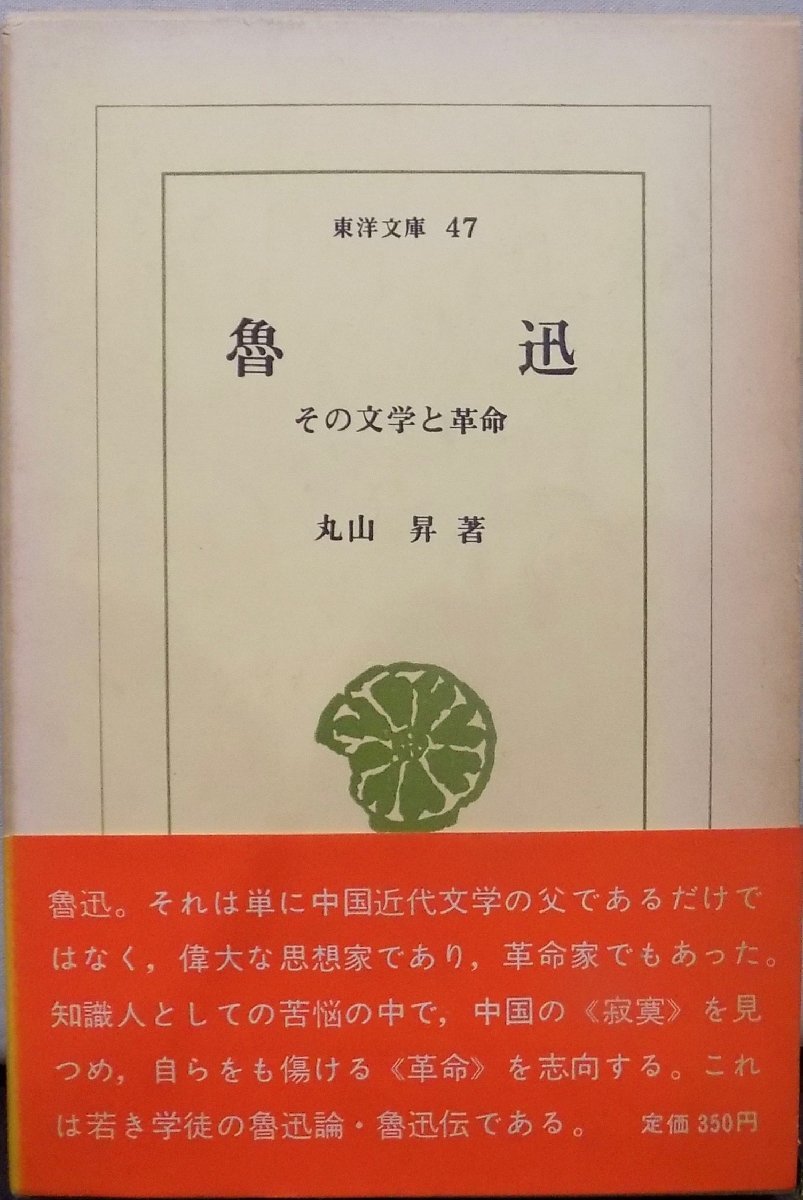 東洋文庫 47
魯 迅
その文学と革命
丸山 昇 著
魯迅。それは単に中国近代文学の父であるだけで
はなく，偉大な思想家であり，革命家でもあった。
知識人としての苦悩の中で，中国の《寂寞》を見
つめ，自らをも傷ける《革命》を志向する。これ
は若き学徒の魯迅論・魯迅伝である。 定価 350円